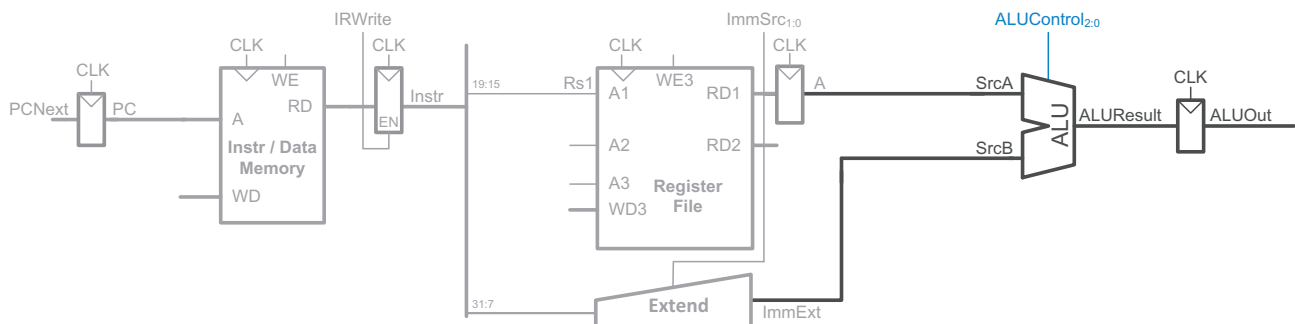 IRWrite
ImmSrc1:0
ALUControl2:0
CLK
CLK
CLK
CLK
CLK
CLK
WE
WE3
19:15
Rs1
A1
RD1
A
SrcA
PCNext
PC
A
RD
EN
Instr
ALU
ALUResult
ALUOut
Instr / Data
Memory
A2
RD2
SrcB
WD
A3
WD3
Register
File
31:7
Extend
ImmExt